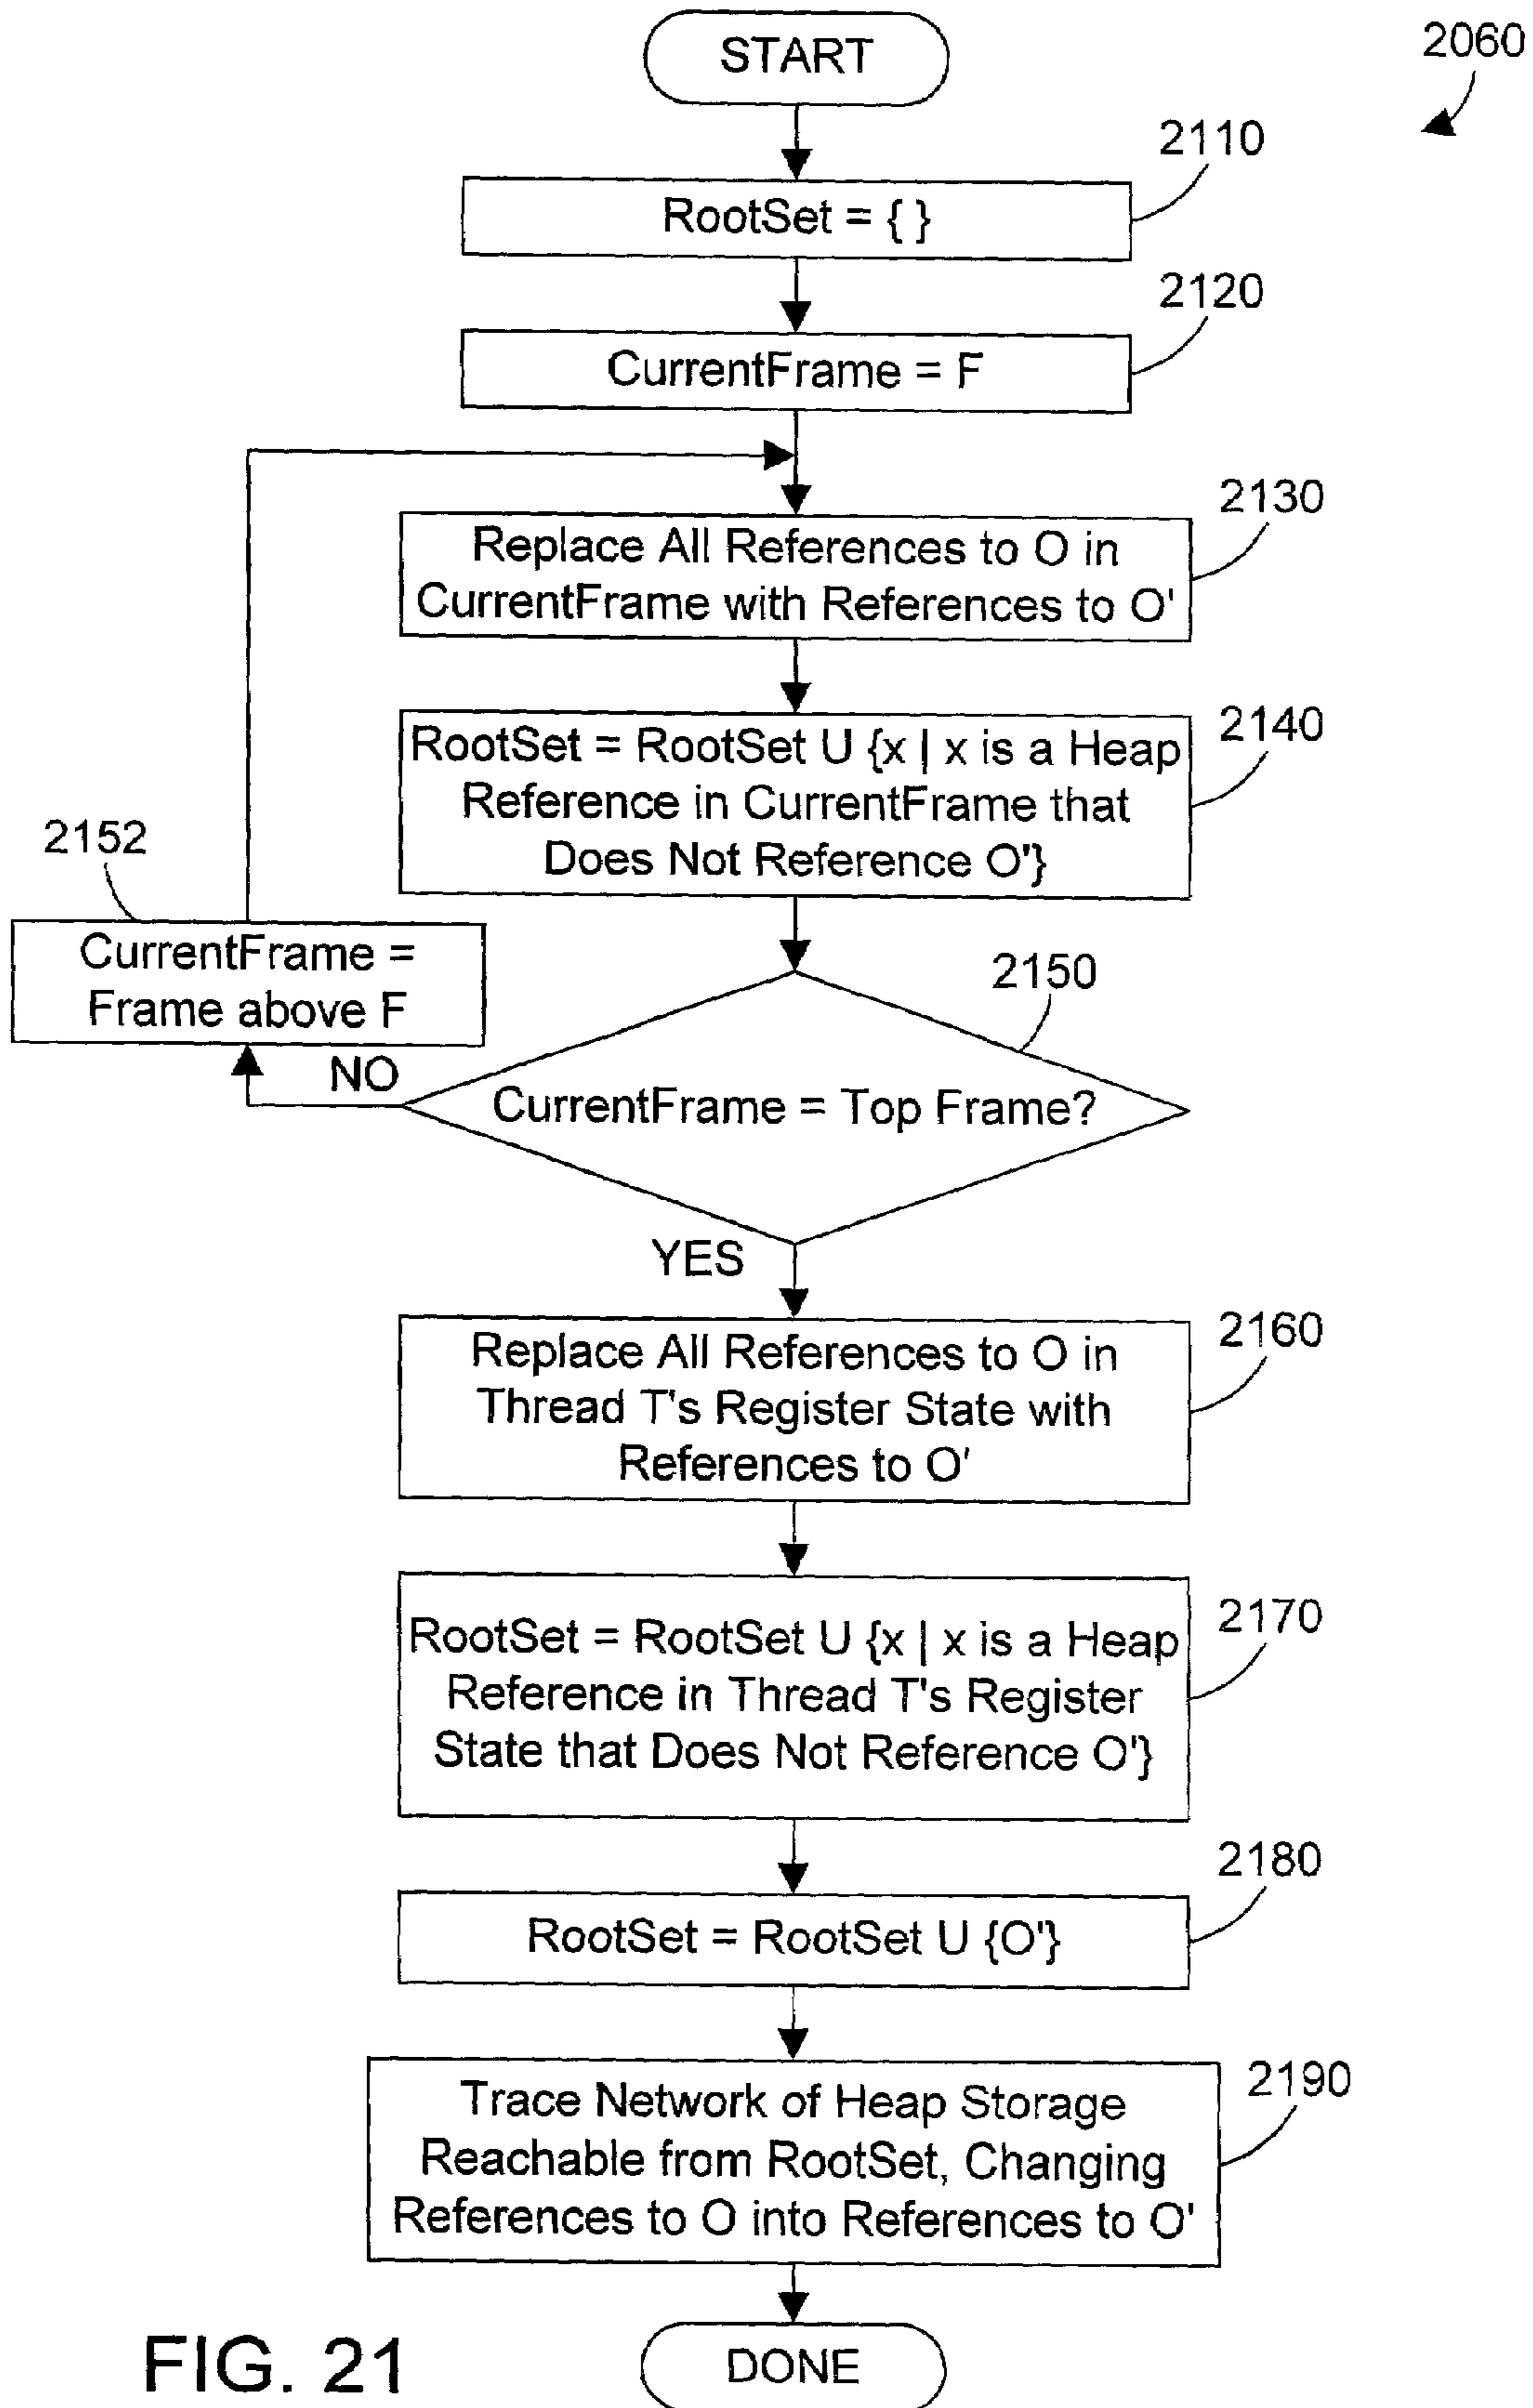 START
2060
2110
RootSet = { }
2120
CurrentFrame = F
2130
Replace All References to O in
CurrentFrame with References to O'
2140
RootSet = RootSet U {x | x is a Heap
Reference in CurrentFrame that
Does Not Reference O'}
2152
CurrentFrame =
Frame above F
2150
NO
CurrentFrame = Top Frame?
YES
2160
Replace All References to O in
Thread T's Register State with
References to O'
2170
RootSet = RootSet U {x | x is a Heap
Reference in Thread T's Register
State that Does Not Reference O'}
2180
RootSet = RootSet U {O'}
2190
Trace Network of Heap Storage
Reachable from RootSet, Changing
References to O into References to O'
DONE
FIG. 21